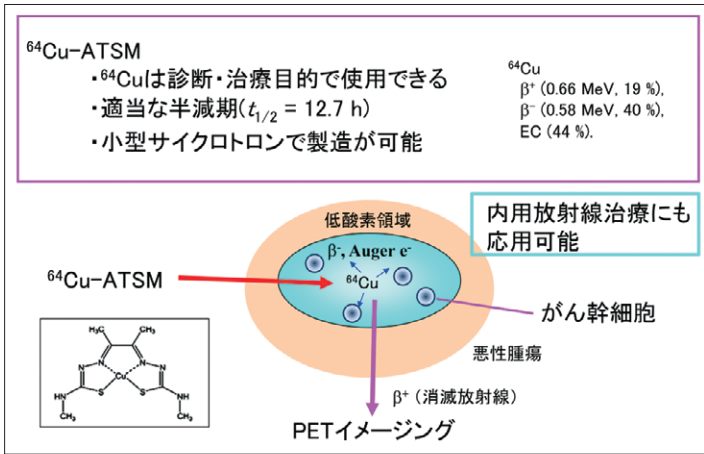 ⁶⁴Cu-ATSM
・⁶⁴Cuは診断・治療目的で使用できる
・適当な半減期(t₁/₂ = 12.7 h)
・小型サイクロトロンで製造が可能
⁶⁴Cu
β⁺ (0.66 MeV, 19 %),
β⁻ (0.58 MeV, 40 %),
EC (44 %).
内用放射線治療にも
応用可能
低酸素領域
β⁻, Auger e⁻
⁶⁴Cu
⁶⁴Cu-ATSM
がん幹細胞
悪性腫瘍
β⁺ (消滅放射線)
PETイメージング
H₃C CH₃
N N
N Cu N
NH S S HN
CH₃ CH₃